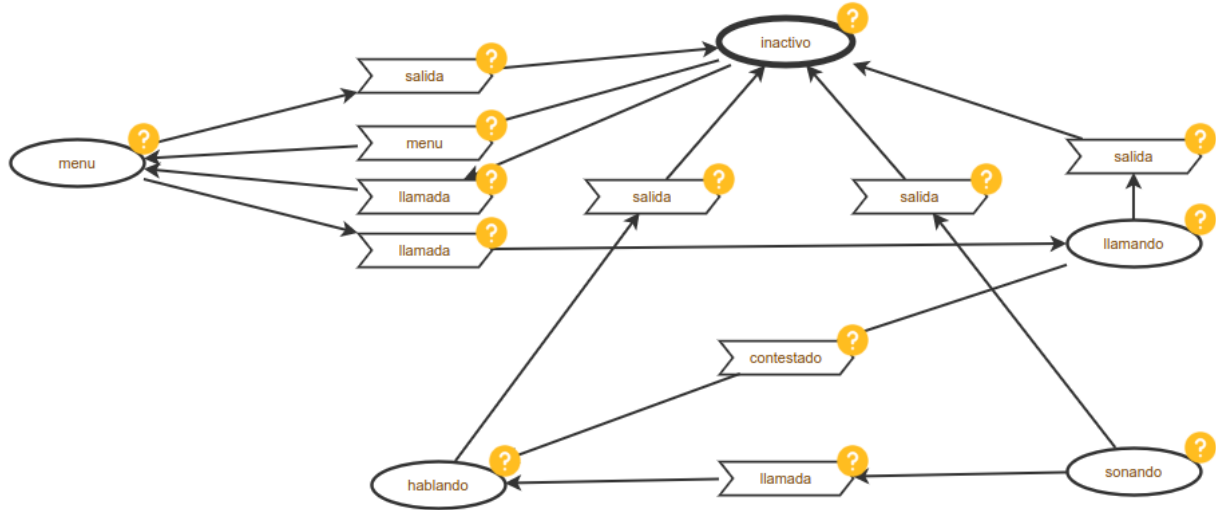 inactivo
?
salida
?
menu
?
menu
?
llamada
?
llamada
?
salida
?
salida
?
salida
?
llamando
?
contestado
?
hablando
?
llamada
?
sonando
?